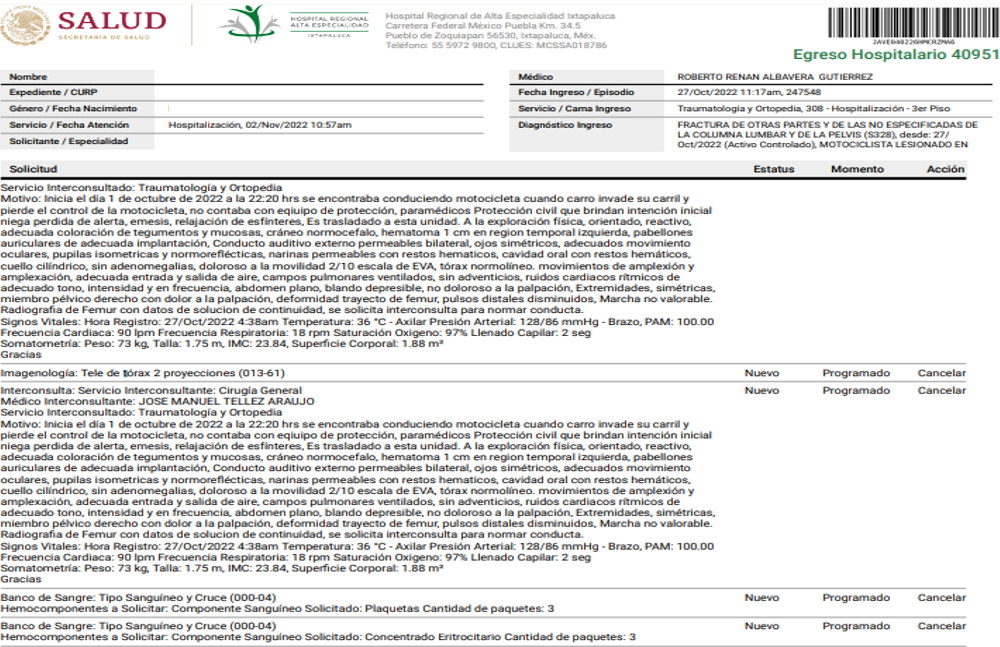 SALUD
SECRETARÍA DE SALUD
HOSPITAL REGIONAL
ALTA ESPECIALIDAD
IXTAPALUCA
Hospital Regional de Alta Especialidad Ixtapaluca
Carretera Federal México Puebla Km. 34.5
Pueblo de Zoquiapan 56530, Ixtapaluca, Méx.
Teléfono: 55 5972 9800, CLUES: MCSSA018786
JAVE040226HMCRZMA6
Egreso Hospitalario 40951
Nombre
Expediente / CURP
Género / Fecha Nacimiento
Servicio / Fecha Atención Hospitalización, 02/Nov/2022 10:57am
Solicitante / Especialidad
Médico ROBERTO RENAN ALBAVERA GUTIERREZ
Fecha Ingreso / Episodio 27/Oct/2022 11:17am, 247548
Servicio / Cama Ingreso Traumatología y Ortopedia, 308 - Hospitalización - 3er Piso
Diagnóstico Ingreso FRACTURA DE OTRAS PARTES Y DE LAS NO ESPECIFICADAS DE
LA COLUMNA LUMBAR Y DE LA PELVIS (S328), desde: 27/
Oct/2022 (Activo Controlado), MOTOCICLISTA LESIONADO EN
Solicitud Estatus Momento Acción
Servicio Interconsultado: Traumatología y Ortopedia
Motivo: Inicia el día 1 de octubre de 2022 a la 22:20 hrs se encontraba conduciendo motocicleta cuando carro invade su carril y
pierde el control de la motocicleta, no contaba con eqiuipo de protección, paramédicos Protección civil que brindan intención inicial
niega perdida de alerta, emesis, relajación de esfínteres, Es trasladado a esta unidad. A la exploración física, orientado, reactivo,
adecuada coloración de tegumentos y mucosas, cráneo normocefalo, hematoma 1 cm en region temporal izquierda, pabellones
auriculares de adecuada implantación, Conducto auditivo externo permeables bilateral, ojos simétricos, adecuados movimiento
oculares, pupilas isometricas y normorefléctricas, narinas permeables con restos hematicos, cavidad oral con restos hemáticos,
cuello cilíndrico, sin adenomegalias, doloroso a la movilidad 2/10 escala de EVA, tórax normolíneo. movimientos de amplexión y
amplexación, adecuada entrada y salida de aire, campos pulmonares ventilados, sin adventicios, ruidos cardiacos rítmicos de
adecuado tono, intensidad y en frecuencia, abdomen plano, blando depresible, no doloroso a la palpación, Extremidades, simétricas,
miembro pélvico derecho con dolor a la palpación, deformidad trayecto de femur, pulsos distales disminuidos, Marcha no valorable.
Radiografia de Femur con datos de solucion de continuidad, se solicita interconsulta para normar conducta.
Signos Vitales: Hora Registro: 27/Oct/2022 4:38am Temperatura: 36 °C - Axilar Presión Arterial: 128/86 mmHg - Brazo, PAM: 100.00
Frecuencia Cardiaca: 90 lpm Frecuencia Respiratoria: 18 rpm Saturación Oxigeno: 97% Llenado Capilar: 2 seg
Somatometría: Peso: 73 kg, Talla: 1.75 m, IMC: 23.84, Superficie Corporal: 1.88 m²
Gracias
Imagenología: Tele de tórax 2 proyecciones (013-61) Nuevo Programado Cancelar
Interconsulta: Servicio Interconsultante: Cirugía General Nuevo Programado Cancelar
Médico Interconsultante: JOSE MANUEL TELLEZ ARAUJO
Servicio Interconsultado: Traumatología y Ortopedia
Motivo: Inicia el día 1 de octubre de 2022 a la 22:20 hrs se encontraba conduciendo motocicleta cuando carro invade su carril y
pierde el control de la motocicleta, no contaba con eqiuipo de protección, paramédicos Protección civil que brindan intención inicial
niega perdida de alerta, emesis, relajación de esfínteres, Es trasladado a esta unidad. A la exploración física, orientado, reactivo,
adecuada coloración de tegumentos y mucosas, cráneo normocefalo, hematoma 1 cm en region temporal izquierda, pabellones
auriculares de adecuada implantación, Conducto auditivo externo permeables bilateral, ojos simétricos, adecuados movimiento
oculares, pupilas isometricas y normorefléctricas, narinas permeables con restos hematicos, cavidad oral con restos hemáticos,
cuello cilíndrico, sin adenomegalias, doloroso a la movilidad 2/10 escala de EVA, tórax normolíneo. movimientos de amplexión y
amplexación, adecuada entrada y salida de aire, campos pulmonares ventilados, sin adventicios, ruidos cardiacos rítmicos de
adecuado tono, intensidad y en frecuencia, abdomen plano, blando depresible, no doloroso a la palpación, Extremidades, simétricas,
miembro pélvico derecho con dolor a la palpación, deformidad trayecto de femur, pulsos distales disminuidos, Marcha no valorable.
Radiografia de Femur con datos de solucion de continuidad, se solicita interconsulta para normar conducta.
Signos Vitales: Hora Registro: 27/Oct/2022 4:38am Temperatura: 36 °C - Axilar Presión Arterial: 128/86 mmHg - Brazo, PAM: 100.00
Frecuencia Cardiaca: 90 lpm Frecuencia Respiratoria: 18 rpm Saturación Oxigeno: 97% Llenado Capilar: 2 seg
Somatometría: Peso: 73 kg, Talla: 1.75 m, IMC: 23.84, Superficie Corporal: 1.88 m²
Gracias
Banco de Sangre: Tipo Sanguíneo y Cruce (000-04) Nuevo Programado Cancelar
Hemocomponentes a Solicitar: Componente Sanguíneo Solicitado: Plaquetas Cantidad de paquetes: 3
Banco de Sangre: Tipo Sanguíneo y Cruce (000-04) Nuevo Programado Cancelar
Hemocomponentes a Solicitar: Componente Sanguíneo Solicitado: Concentrado Eritrocitario Cantidad de paquetes: 3